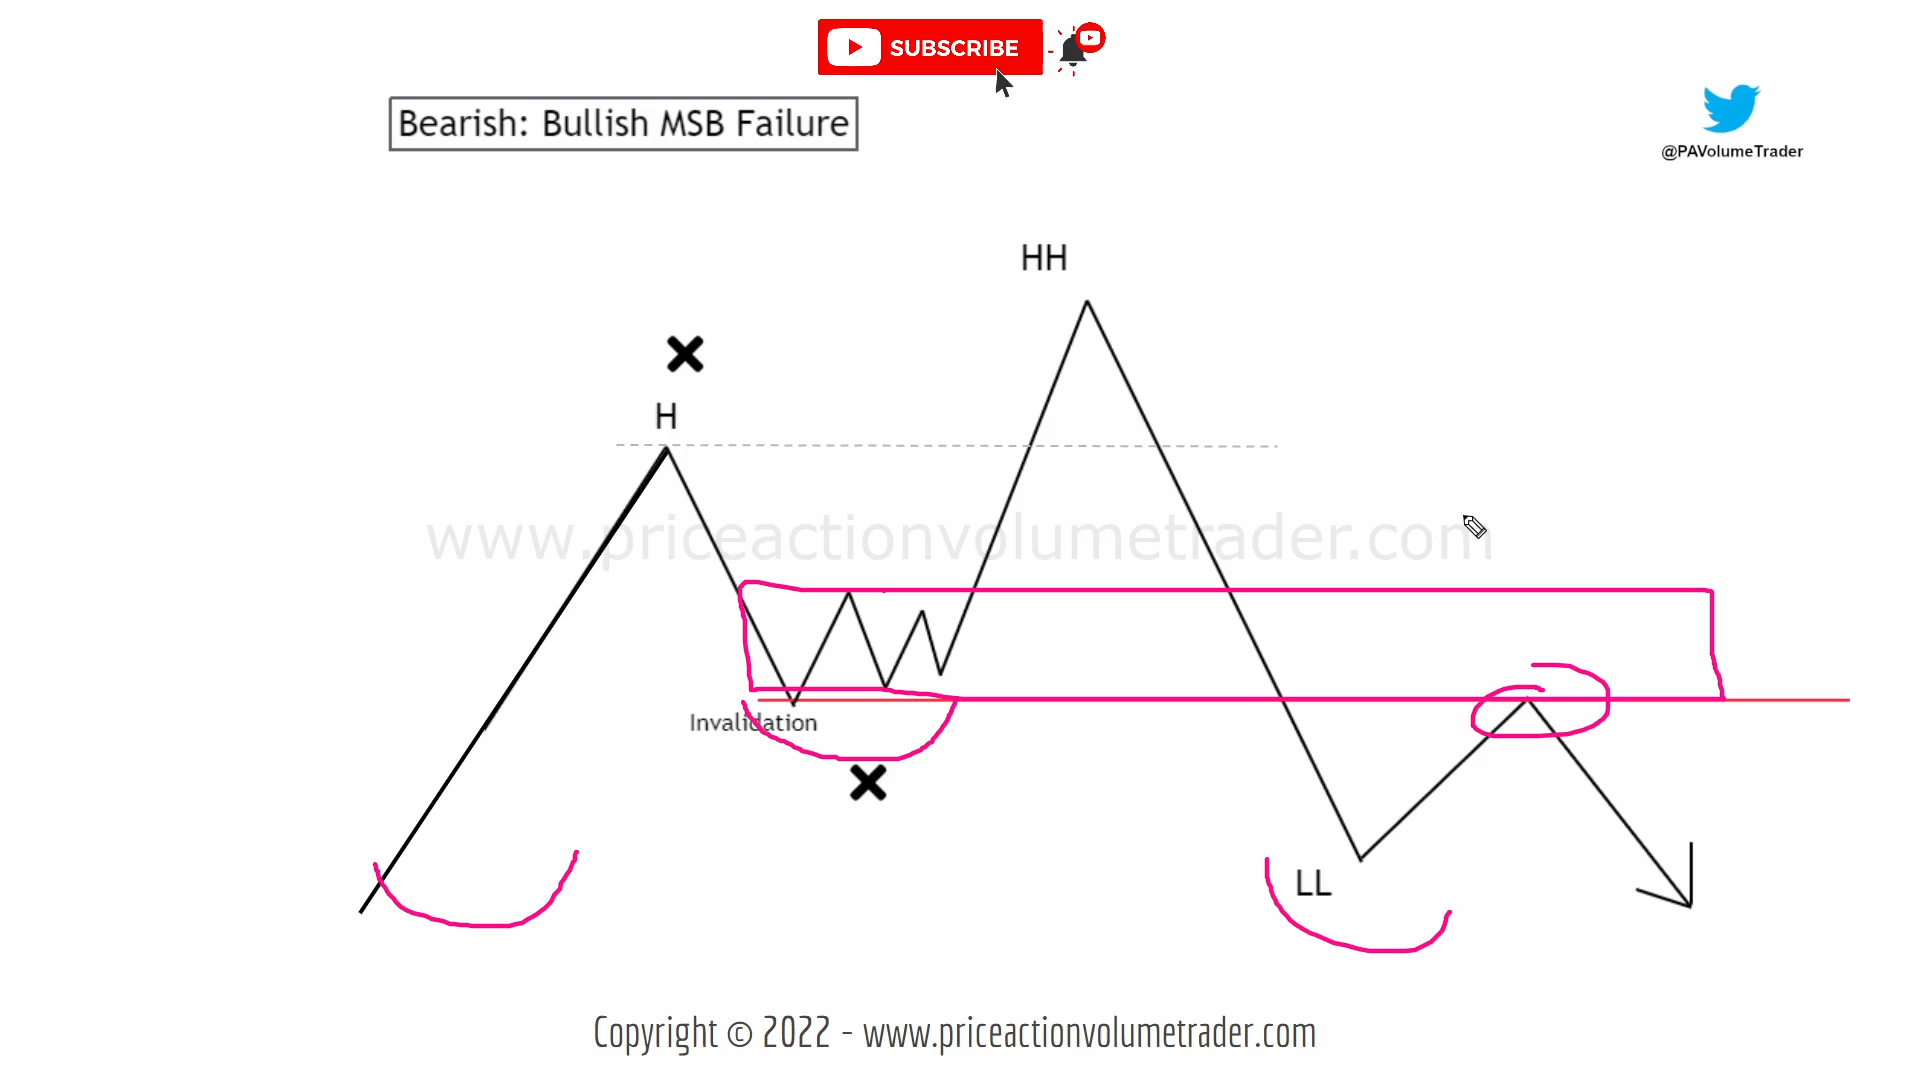 SUBSCRIBE
Bearish: Bullish MSB Failure
@PAVolumeTrader
HH
H
www.priceactionvolumetrader.com
Invalidation
LL
Copyright © 2022 - www.priceactionvolumetrader.com